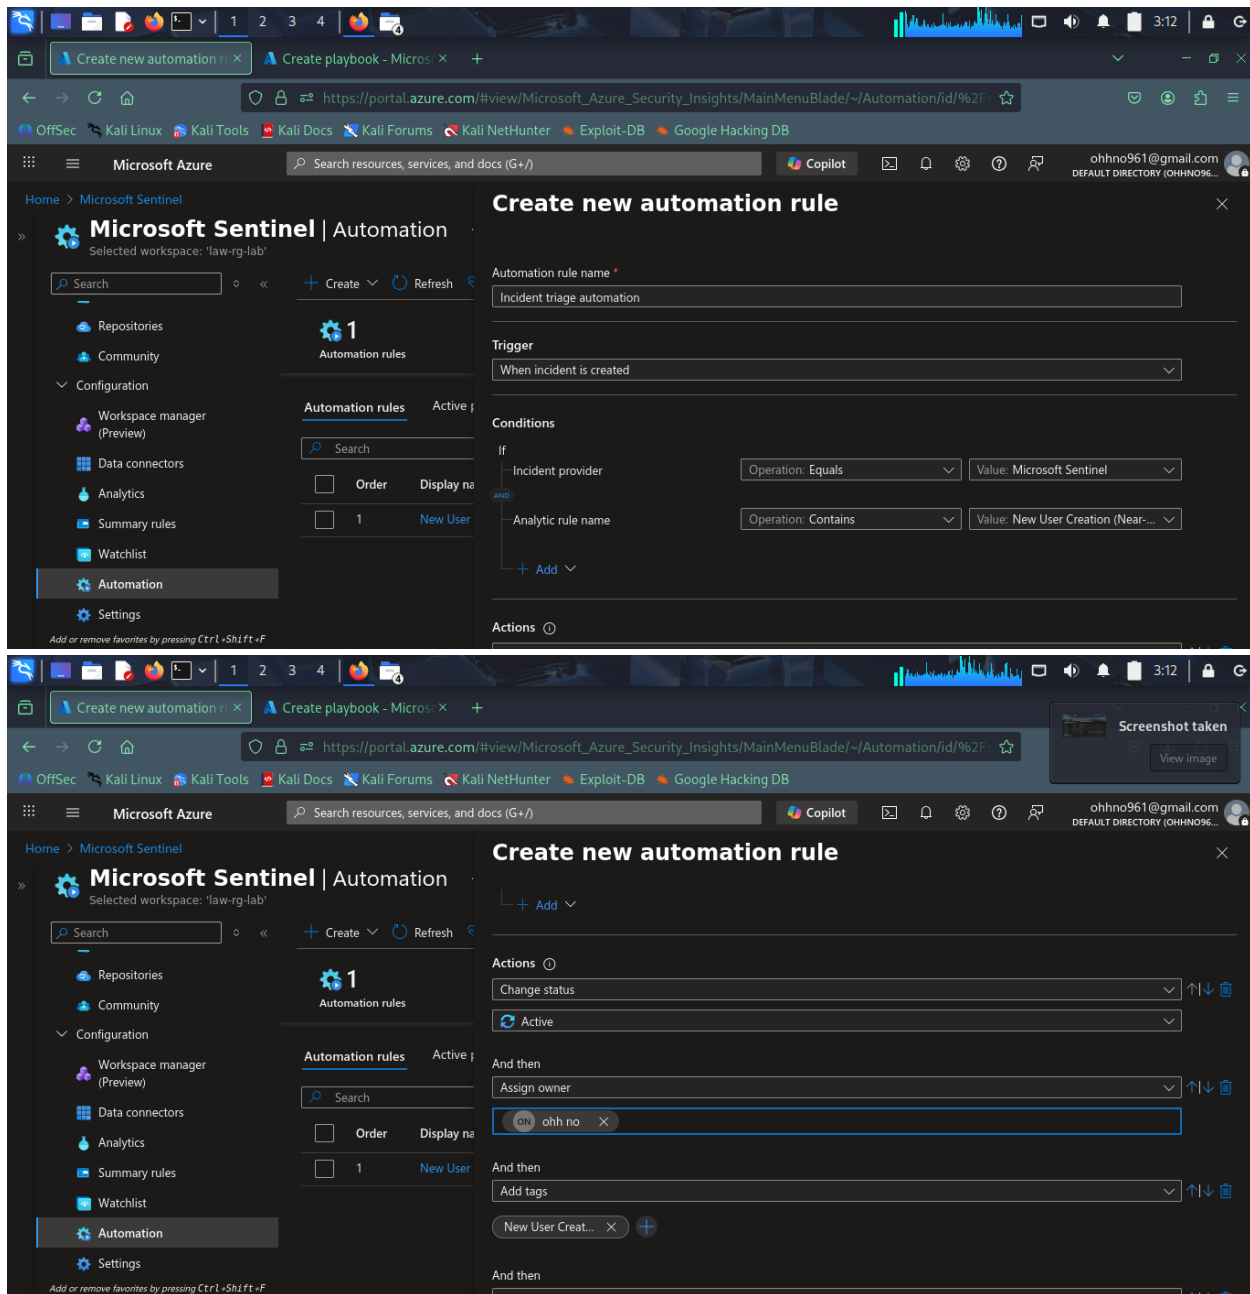 1 2 3 4 4 3:12
Create new automation r × Create playbook - Micros × +
https://portal.azure.com/#view/Microsoft_Azure_Security_Insights/MainMenuBlade/~/Automation/id/%2F
OffSec Kali Linux Kali Tools Kali Docs Kali Forums Kali NetHunter Exploit-DB Google Hacking DB
Microsoft Azure Search resources, services, and docs (G+/) Copilot ohhno961@gmail.com
DEFAULT DIRECTORY (OHHNO96...
Home > Microsoft Sentinel
Microsoft Sentinel | Automation
Selected workspace: 'law-rg-lab'
Search
Repositories
Community
Configuration
Workspace manager
(Preview)
Data connectors
Analytics
Summary rules
Watchlist
Automation
Settings
Add or remove favorites by pressing Ctrl+Shift+F
Create Refresh
1
Automation rules
Automation rules Active p
Search
Order Display na
1 New User
Create new automation rule
Automation rule name *
Incident triage automation
Trigger
When incident is created
Conditions
If
Incident provider Operation: Equals Value: Microsoft Sentinel
AND
Analytic rule name Operation: Contains Value: New User Creation (Near-...
+ Add
Actions
1 2 3 4 4 3:12
Create new automation r × Create playbook - Micros × +
Screenshot taken
View image
https://portal.azure.com/#view/Microsoft_Azure_Security_Insights/MainMenuBlade/~/Automation/id/%2F
OffSec Kali Linux Kali Tools Kali Docs Kali Forums Kali NetHunter Exploit-DB Google Hacking DB
Microsoft Azure Search resources, services, and docs (G+/) Copilot ohhno961@gmail.com
DEFAULT DIRECTORY (OHHNO96...
Home > Microsoft Sentinel
Microsoft Sentinel | Automation
Selected workspace: 'law-rg-lab'
Search
Repositories
Community
Configuration
Workspace manager
(Preview)
Data connectors
Analytics
Summary rules
Watchlist
Automation
Settings
Add or remove favorites by pressing Ctrl+Shift+F
Create Refresh
1
Automation rules
Automation rules Active p
Search
Order Display na
1 New User
Create new automation rule
+ Add
Actions
Change status
Active
And then
Assign owner
ON ohh no
And then
Add tags
New User Creat...
And then